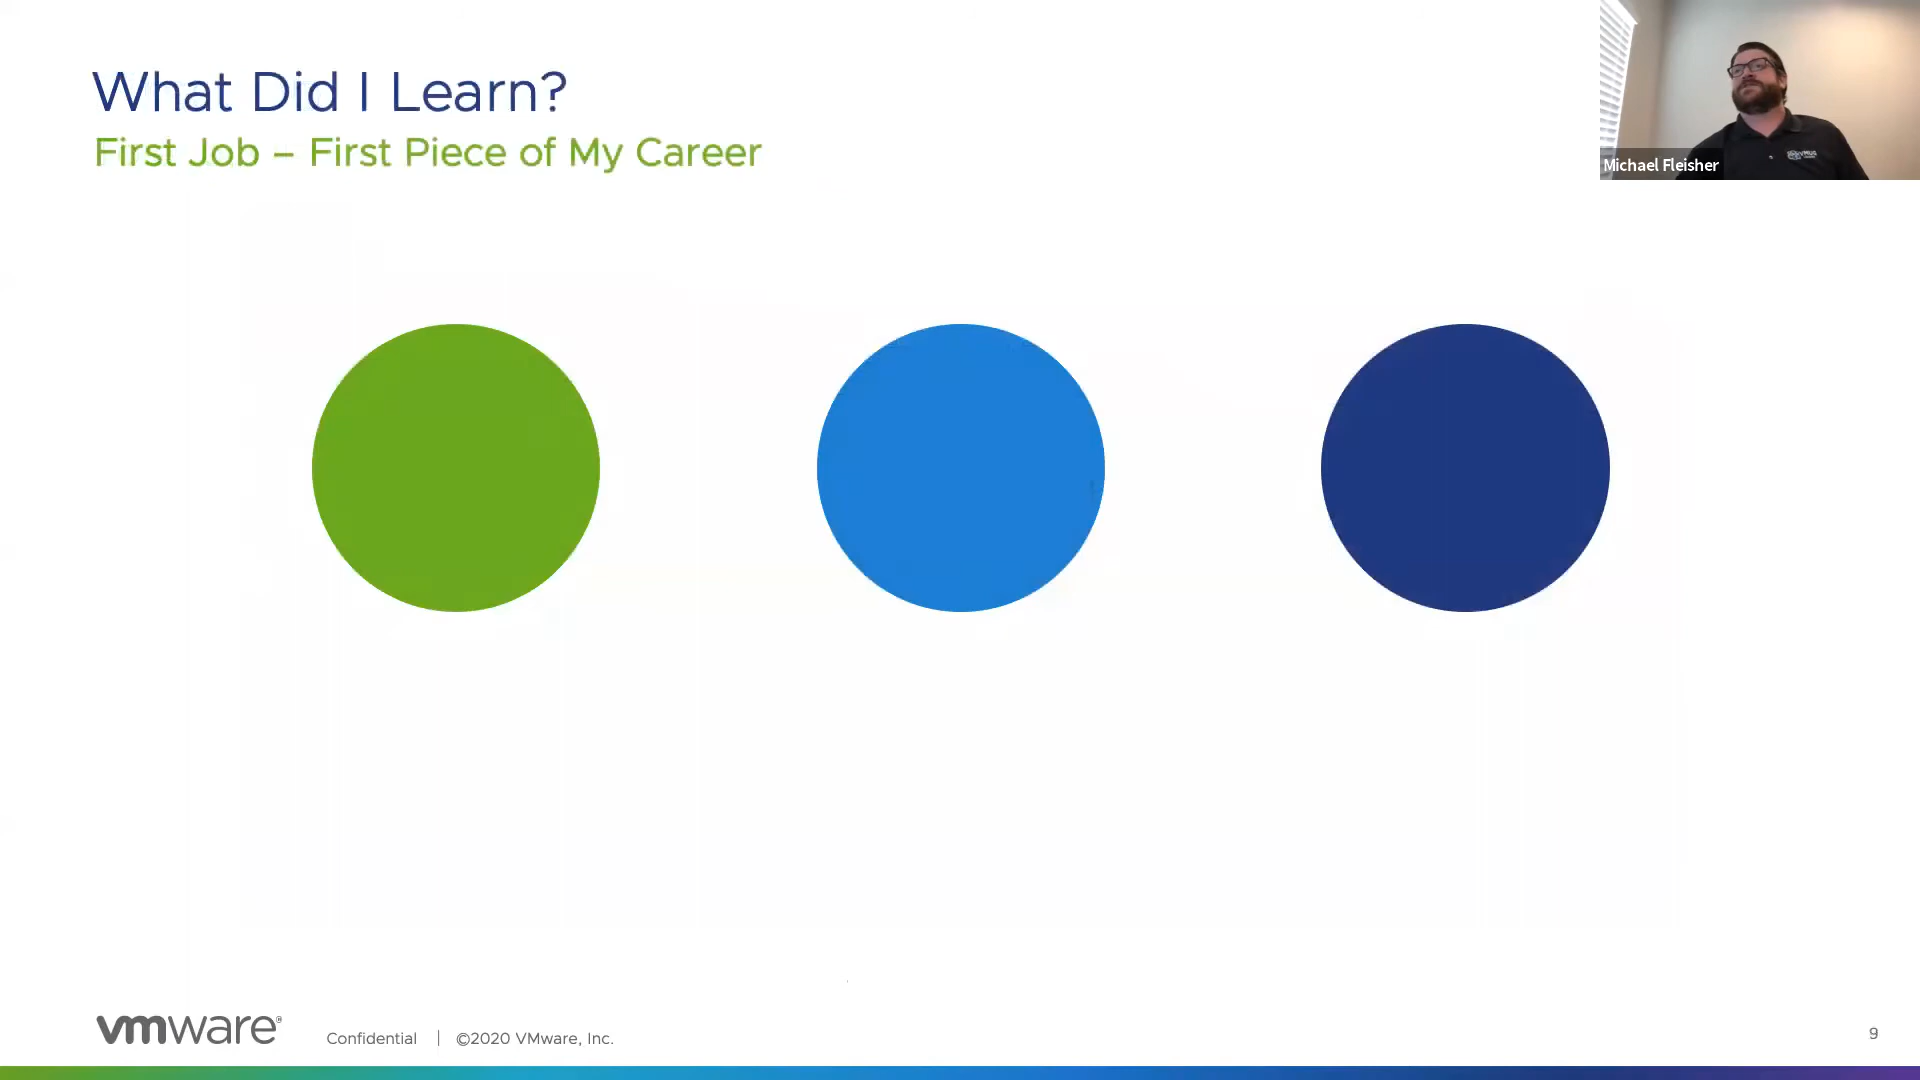 What Did I Learn?
First Job – First Piece of My Career
Michael Fleisher
vmware®
Confidential | ©2020 VMware, Inc.
9